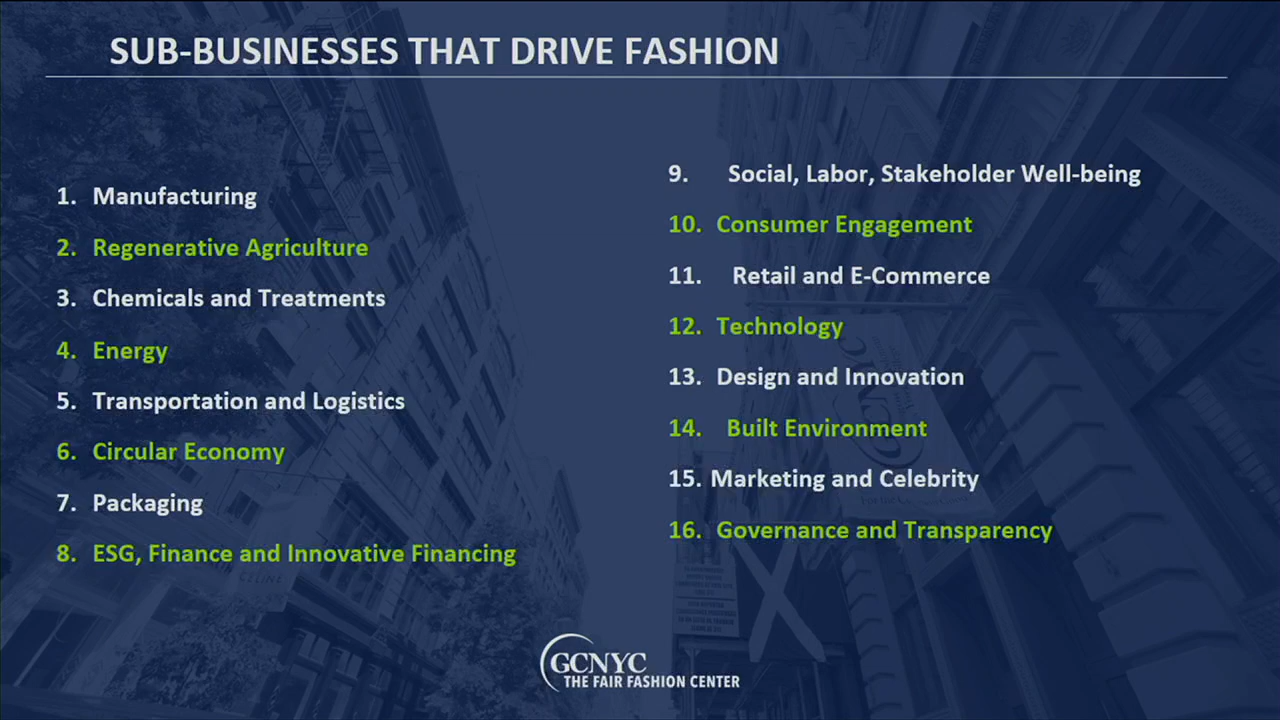 SUB-BUSINESSES THAT DRIVE FASHION
1. Manufacturing
2. Regenerative Agriculture
3. Chemicals and Treatments
4. Energy
5. Transportation and Logistics
6. Circular Economy
7. Packaging
8. ESG, Finance and Innovative Financing
9. Social, Labor, Stakeholder Well-being
10. Consumer Engagement
11. Retail and E-Commerce
12. Technology
13. Design and Innovation
14. Built Environment
15. Marketing and Celebrity
16. Governance and Transparency
CELINE
GCNYC
THE FAIR FASHION CENTER